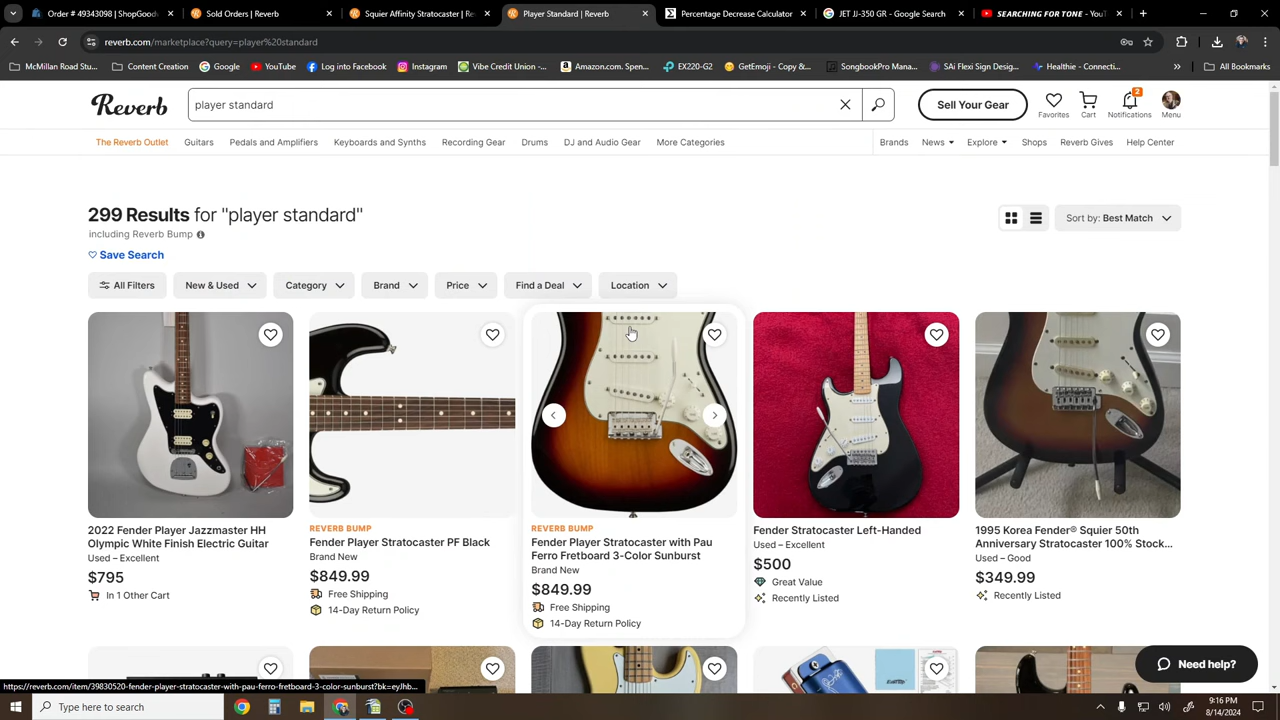 Order # 49343098 | ShopGoodw
Sold Orders | Reverb
Squier Affinity Stratocaster | Re
Player Standard | Reverb
Percentage Decrease Calculator
JET JJ-350 GR - Google Search
SEARCHING FOR TONE - YouT
reverb.com/marketplace?query=player%20standard
McMillan Road Youn...
Content Creation
Google
YouTube
Log into Facebook
Instagram
Vibe Credit Union -...
Amazon.com. Spen...
EX220-G2
GetEmoji - Copy &...
SAi Flexi Sign Desig...
Graphie - Connectin...
All Bookmarks
Reverb
player standard
Sell Your Gear
Favorites
Cart
2
Notifications
Menu
The Reverb Outlet
Guitars
Pedals and Amplifiers
Keyboards and Synths
Recording Gear
Drums
DJ and Audio Gear
More Categories
Brands
News
Explore
Shops
Reverb Gives
Help Center
299 Results for "player standard"
including Reverb Bump
Save Search
Sort by: Best Match
All Filters
New & Used
Category
Brand
Price
Find a Deal
Location
2022 Fender Player Jazzmaster HH
Olympic White Finish Electric Guitar
Used – Excellent
$795
In 1 Other Cart
REVERB BUMP
Fender Player Stratocaster PF Black
Brand New
$849.99
Free Shipping
14-Day Return Policy
REVERB BUMP
Fender Player Stratocaster with Pau
Ferro Fretboard 3-Color Sunburst
Brand New
$849.99
Free Shipping
14-Day Return Policy
Fender Stratocaster Left-Handed
Used – Excellent
$500
Great Value
Recently Listed
1995 Korea Fender® Squier 50th
Anniversary Stratocaster 100% Stock...
Used – Good
$349.99
Recently Listed
Need help?
https://reverb.com/item/39830520-fender-player-stratocaster-with-pau-ferro-fretboard-3-color-sunburst?bk=eyJhb...
Type here to search
9:16 PM
8/14/2024